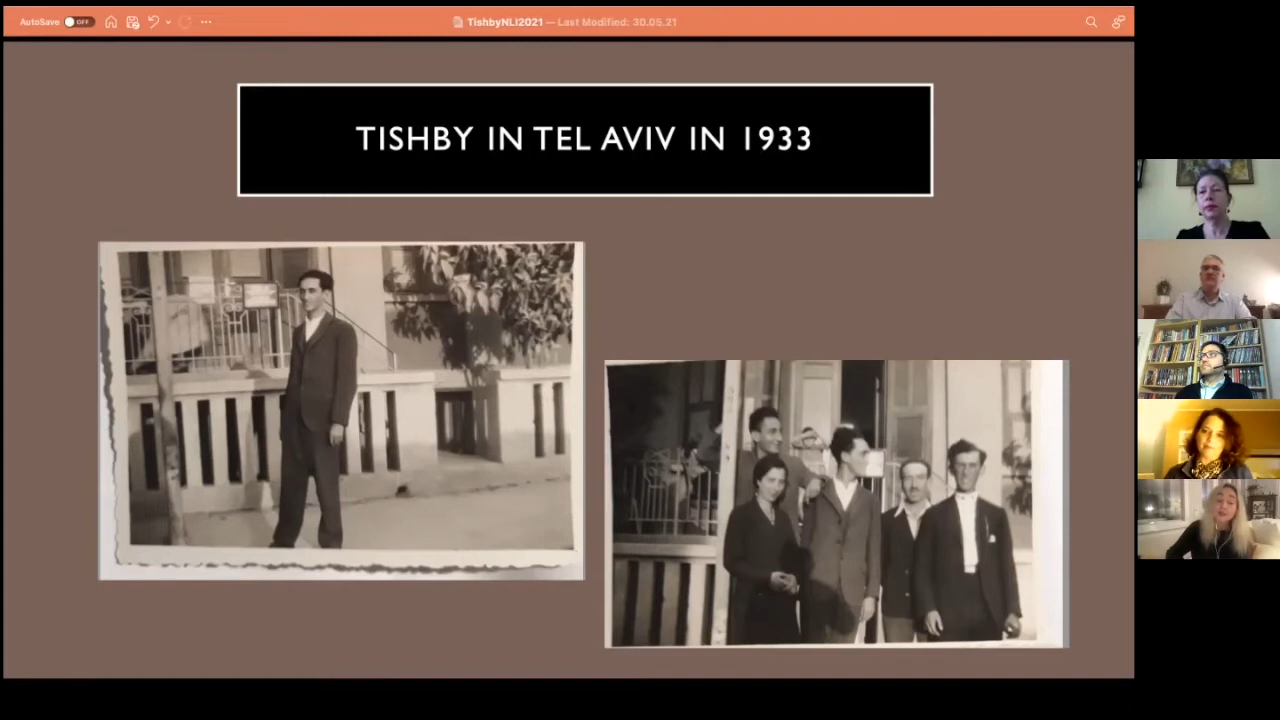 AutoSave OFF
TishbyNLI2021 — Last Modified: 30.05.21
TISHBY IN TEL AVIV IN 1933